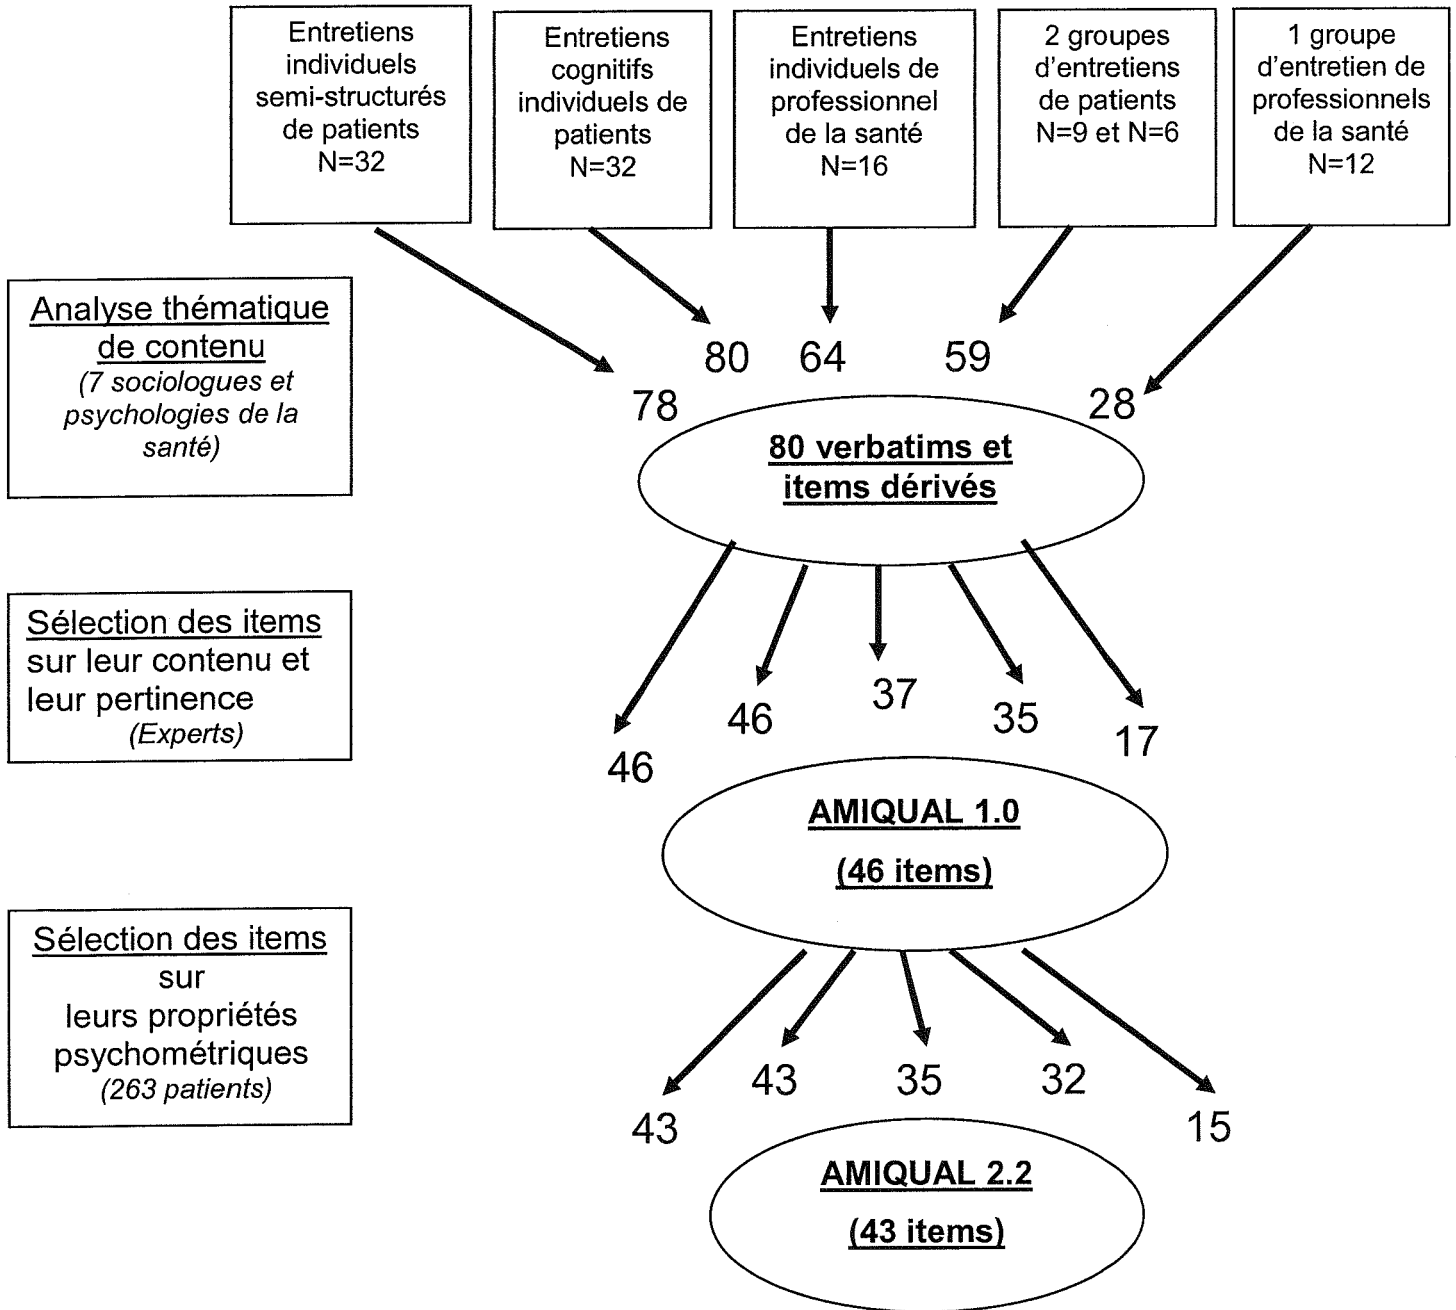 Entretiens
individuels
semi-structurés
de patients
N=32
Entretiens
cognitifs
individuels de
patients
N=32
Entretiens
individuels de
professionnel
de la santé
N=16
2 groupes
d'entretiens
de patients
N=9 et N=6
1 groupe
d'entretien de
professionnels
de la santé
N=12
Analyse thématique
de contenu
(7 sociologues et
psychologies de la
santé)
78
80
64
59
28
80 verbatims et
items dérivés
Sélection des items
sur leur contenu et
leur pertinence
(Experts)
46
46
37
35
17
AMIQUAL 1.0
(46 items)
Sélection des items
sur
leurs propriétés
psychométriques
(263 patients)
43
43
35
32
15
AMIQUAL 2.2
(43 items)